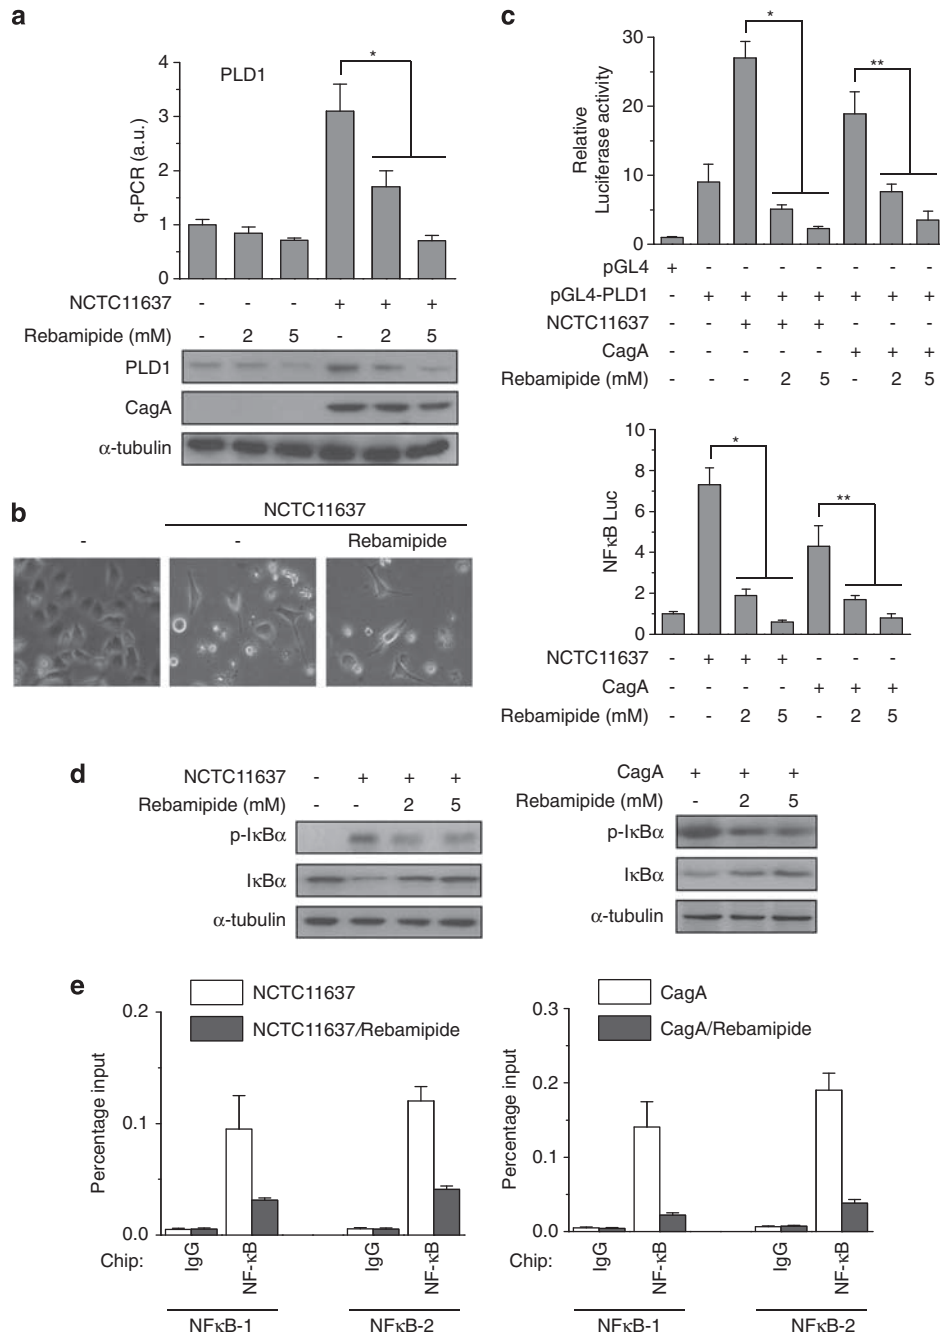 a
4
3
2
1
0
q-PCR (a.u.)
PLD1
*
NCTC11637 - - - + + +
Rebamipide (mM) - 2 5 - 2 5
PLD1
CagA
α-tubulin
b
NCTC11637
- - Rebamipide
c
30
20
10
0
Relative
Luciferase activity
*
**
pGL4 + - - - - - - -
pGL4-PLD1 - + + + + + + +
NCTC11637 - - + + + - - -
CagA - - - - - + + +
Rebamipide (mM) - - - 2 5 - 2 5
10
8
6
4
2
0
NFκB Luc
*
**
NCTC11637 - + + + - - -
CagA - - - - + + +
Rebamipide (mM) - - 2 5 - 2 5
d
NCTC11637 - + + +
Rebamipide (mM) - - 2 5
p-IκBα
IκBα
α-tubulin
CagA + + +
Rebamipide (mM) - 2 5
p-IκBα
IκBα
α-tubulin
e
NCTC11637
NCTC11637/Rebamipide
0.2
0.1
0.0
Percentage input
Chip: IgG NF-κB IgG NF-κB
NFκB-1 NFκB-2
CagA
CagA/Rebamipide
0.3
0.2
0.1
0.0
Percentage input
Chip: IgG NF-κB IgG NF-κB
NFκB-1 NFκB-2